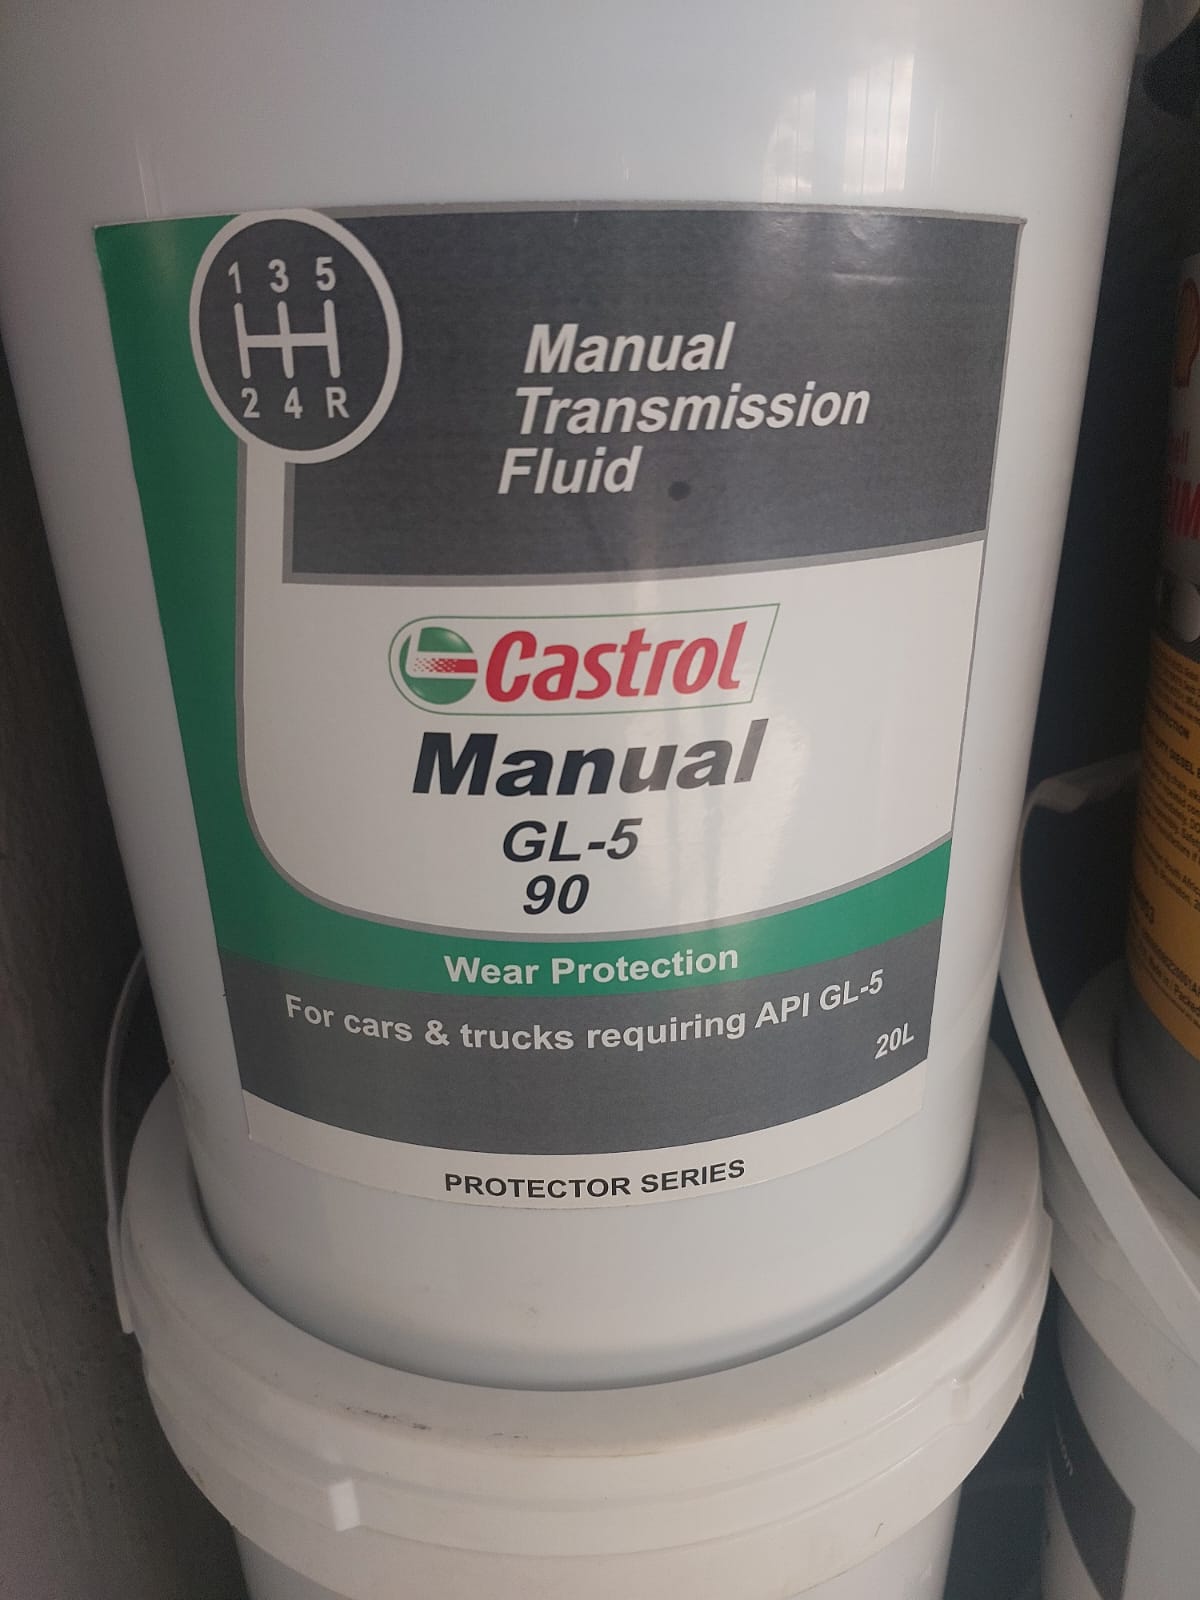 1 3 5
2 4 R
Manual
Transmission
Fluid
Castrol
Manual
GL-5
90
Wear Protection
For cars & trucks requiring API GL-5
20L
PROTECTOR SERIES